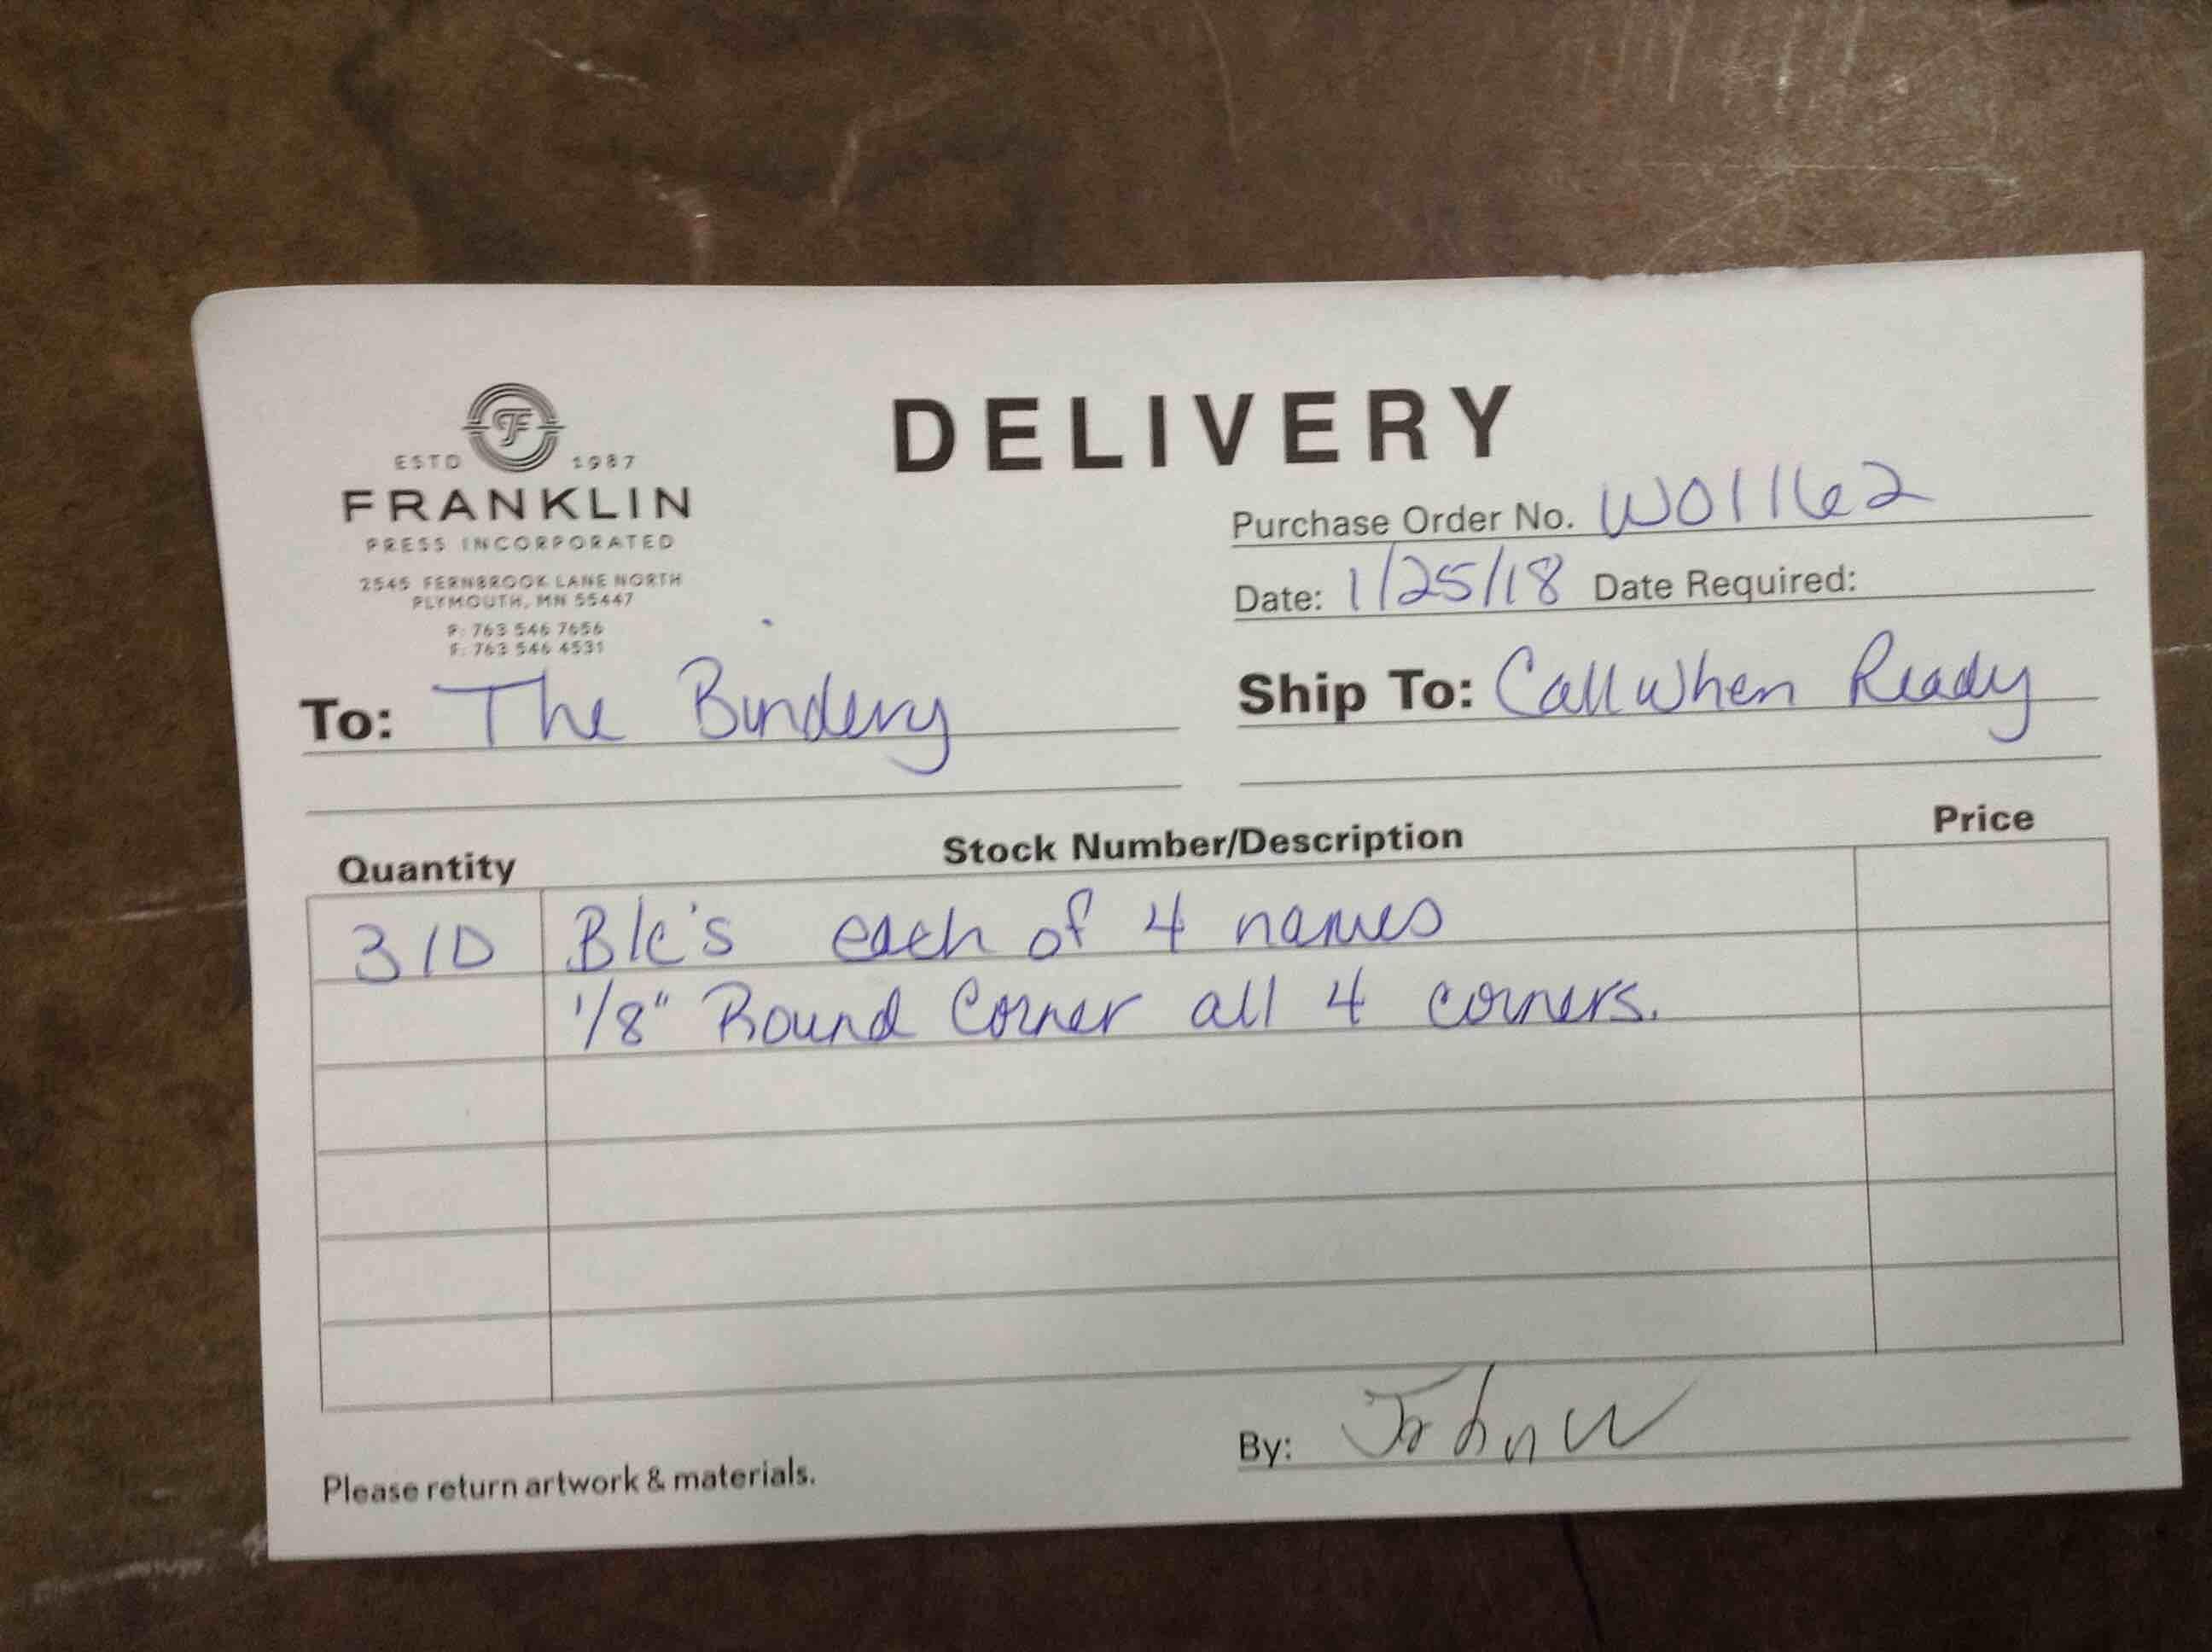 DELIVERY
ESTD 1987
FRANKLIN
PRESS INCORPORATED
2545 FERNBROOK LANE NORTH
PLYMOUTH, MN 55447
P: 763 546 7656
F: 763 546 4531
Purchase Order No. WO1162
Date: 1/25/18 Date Required:
To: The Bindery
Ship To: Call When Ready
Quantity Stock Number/Description Price
310 B/c's each of 4 names
1/8" Round Corner all 4 corners.
Please return artwork & materials.
By: John W